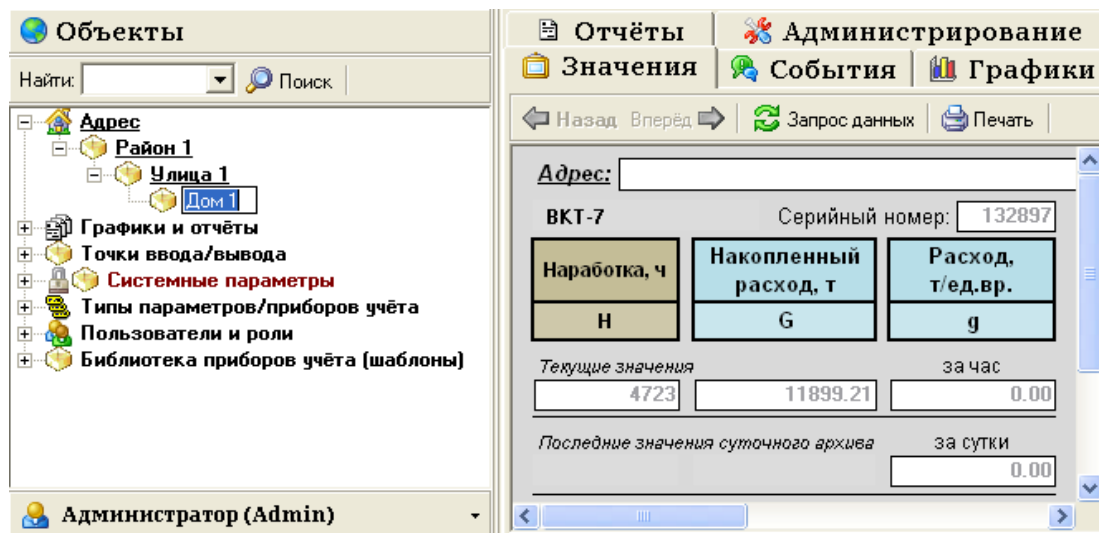 Объекты
Найти: Поиск
Адрес
Район 1
Улица 1
Дом 1
Графики и отчёты
Точки ввода/вывода
Системные параметры
Типы параметров/приборов учёта
Пользователи и роли
Библиотека приборов учёта (шаблоны)
Администратор (Admin)
Отчёты Администрирование
Значения События Графики
Назад Вперёд Запрос данных Печать
Адрес:
ВКТ-7 Серийный номер: 132897
Наработка, ч Накопленный расход, т Расход, т/ед.вр.
H G g
Текущие значения за час
4723 11899.21 0.00
Последние значения суточного архива за сутки
0.00